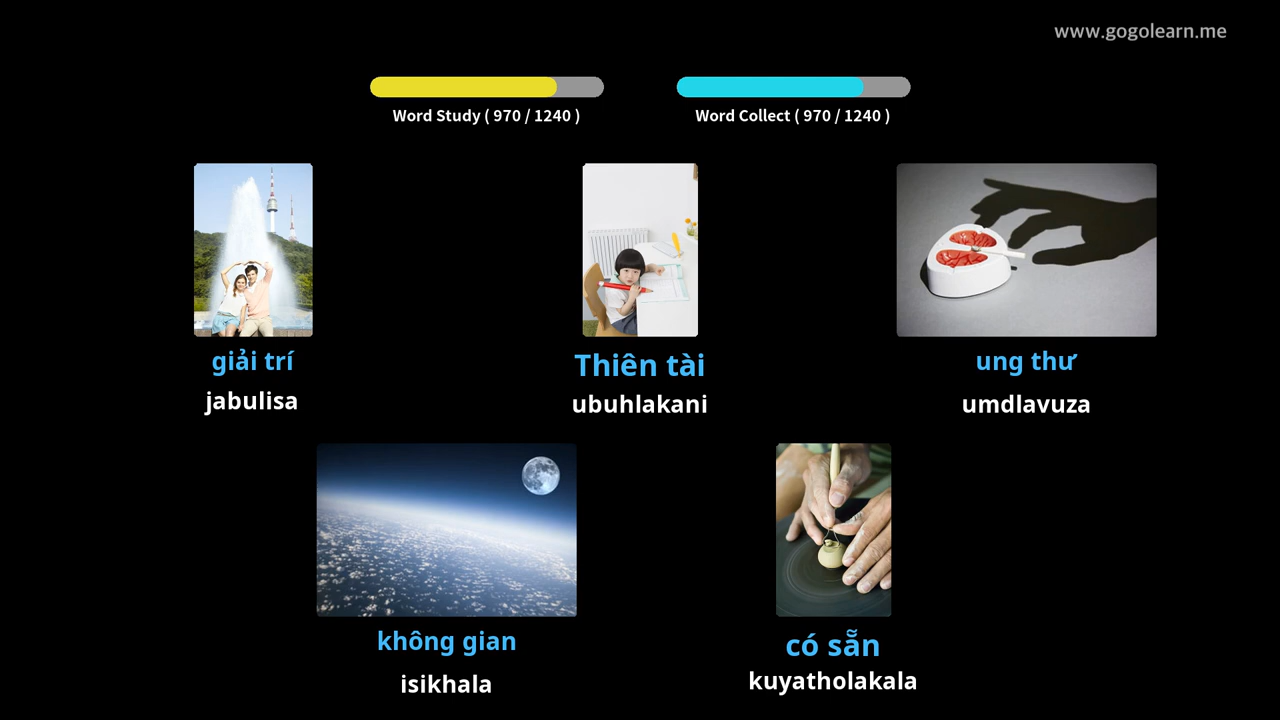 www.gogolearn.me
Word Study ( 970 / 1240 )
Word Collect ( 970 / 1240 )
giải trí
jabulisa
Thiên tài
ubuhlakani
ung thư
umdlavuza
không gian
isikhala
có sẵn
kuyatholakala